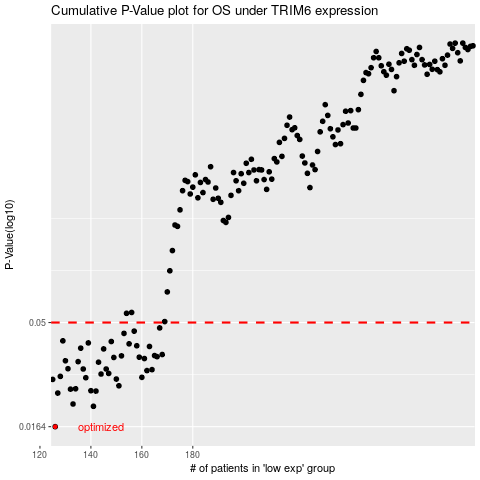 Cumulative P-Value plot for OS under TRIM6 expression
P-Value(log10)
0.05
0.0164
optimized
120 140 160 180
# of patients in 'low exp' group